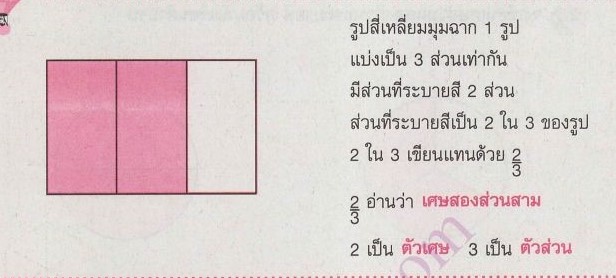 รูปสี่เหลี่ยมมุมฉาก 1 รูป
แบ่งเป็น 3 ส่วนเท่ากัน
มีส่วนที่ระบายสี 2 ส่วน
ส่วนที่ระบายสีเป็น 2 ใน 3 ของรูป
2 ใน 3 เขียนแทนด้วย 2/3
2/3 อ่านว่า เศษสองส่วนสาม
2 เป็น ตัวเศษ 3 เป็น ตัวส่วน
om